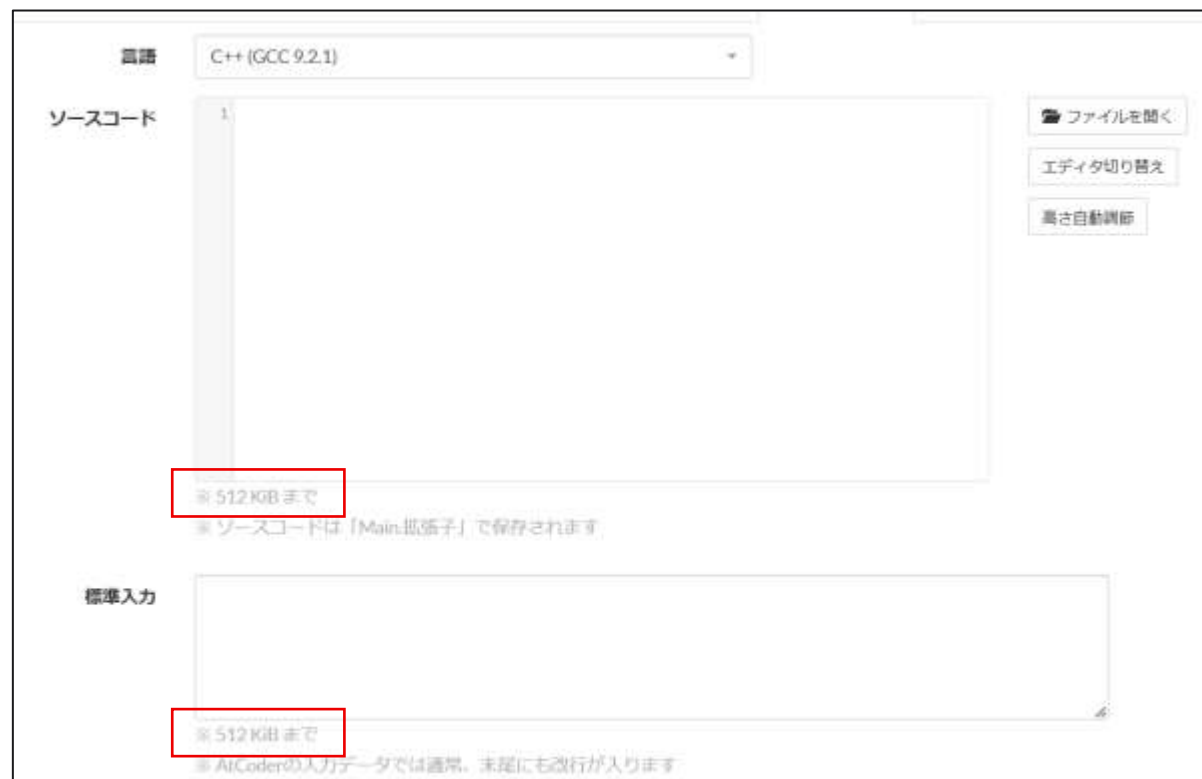 言語
C++ (GCC 9.2.1)
ソースコード
1
ファイルを開く
エディタ切り替え
高さ自動調節
※ 512 KiB まで
※ ソースコードは「Main.拡張子」で保存されます
標準入力
※ 512 KiB まで
※ AtCoderの入力データでは通常、末尾にも改行が入ります